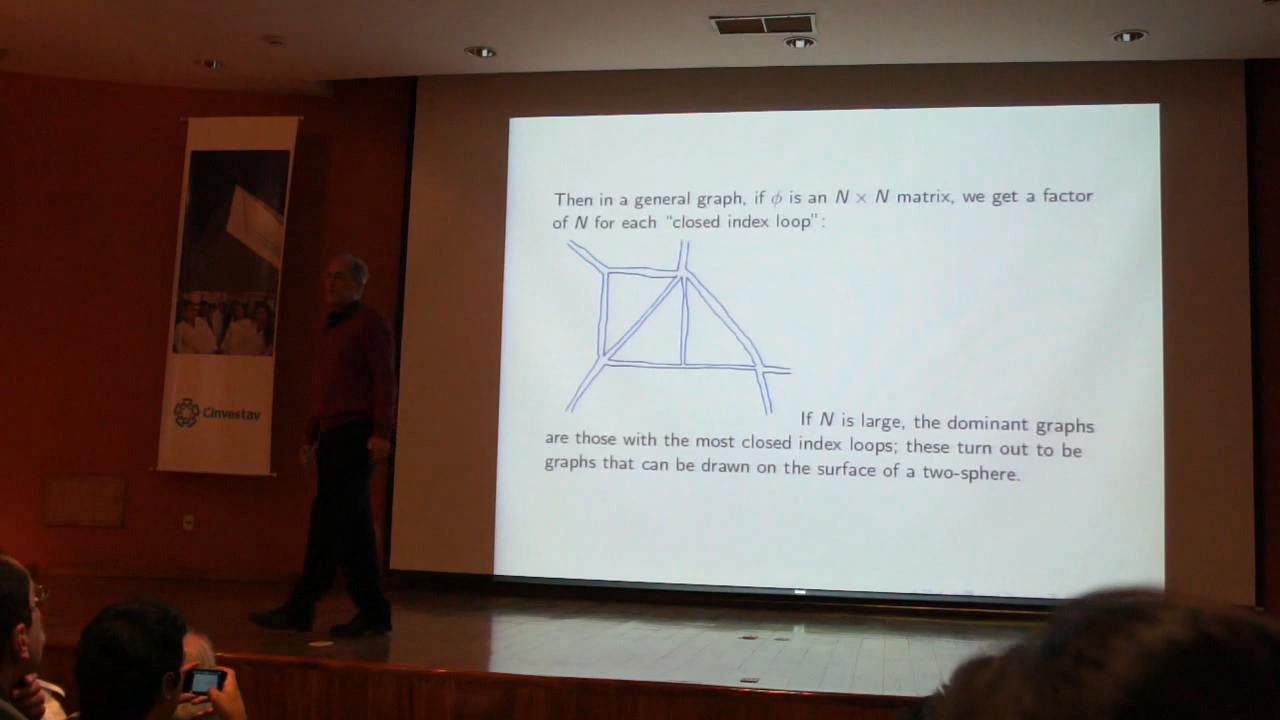 Then in a general graph, if ϕ is an N × N matrix, we get a factor
of N for each "closed index loop":
If N is large, the dominant graphs
are those with the most closed index loops; these turn out to be
graphs that can be drawn on the surface of a two-sphere.
Cinvestav